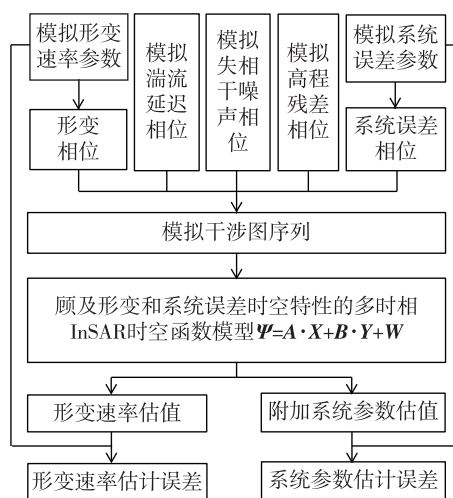 模拟形变
速率参数
模拟
湍流
延迟
相位
模拟
失相
干噪
声相
位
模拟
高程
残差
相位
模拟系统
误差参数
形变
相位
系统误差
相位
模拟干涉图序列
顾及形变和系统误差时空特性的多时相
InSAR时空函数模型Ψ=A·X+B·Y+W
形变速率估值
附加系统参数估值
形变速率估计误差
系统参数估计误差